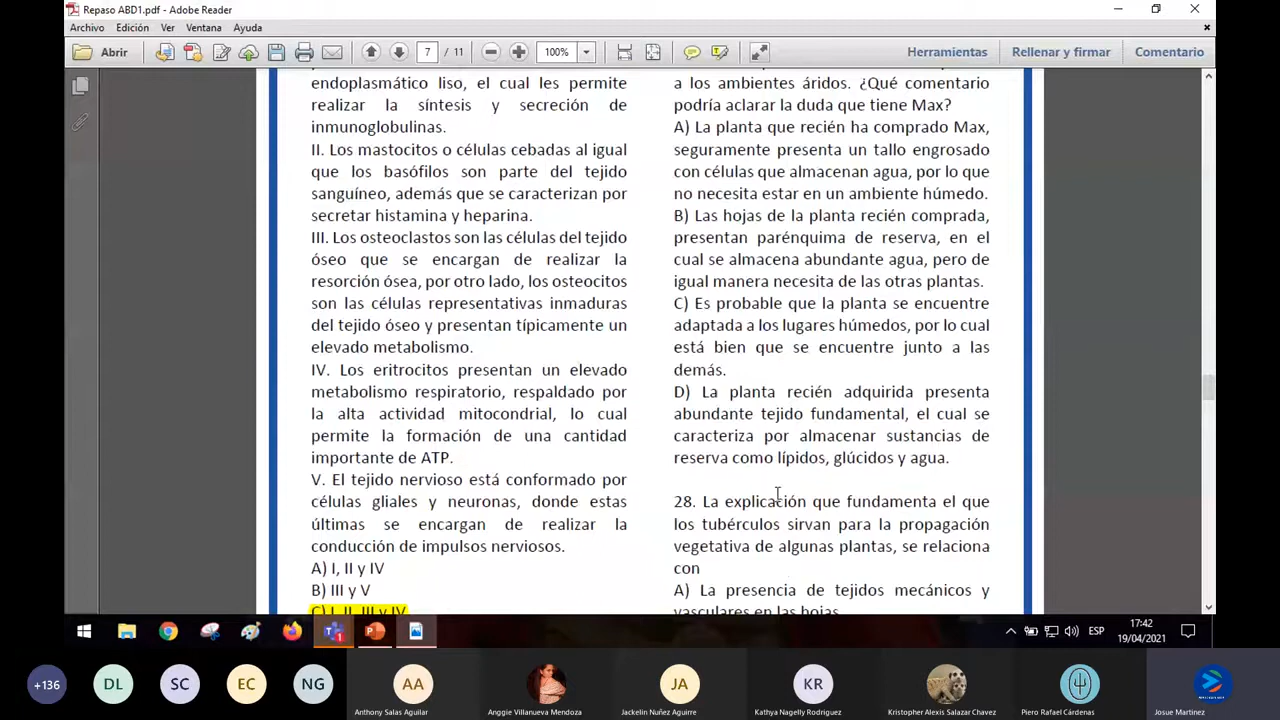 Repaso ABD1.pdf - Adobe Reader
Archivo Edición Ver Ventana Ayuda
Abrir 7 / 11 100% Herramientas Rellenar y firmar Comentario
endoplasmático liso, el cual les permite
realizar la síntesis y secreción de
inmunoglobulinas.
II. Los mastocitos o células cebadas al igual
que los basófilos son parte del tejido
sanguíneo, además que se caracterizan por
secretar histamina y heparina.
III. Los osteoclastos son las células del tejido
óseo que se encargan de realizar la
resorción ósea, por otro lado, los osteocitos
son las células representativas inmaduras
del tejido óseo y presentan típicamente un
elevado metabolismo.
IV. Los eritrocitos presentan un elevado
metabolismo respiratorio, respaldado por
la alta actividad mitocondrial, lo cual
permite la formación de una cantidad
importante de ATP.
V. El tejido nervioso está conformado por
células gliales y neuronas, donde estas
últimas se encargan de realizar la
conducción de impulsos nerviosos.
A) I, II y IV
B) III y V
C) I, II, III y IV
a los ambientes áridos. ¿Qué comentario
podría aclarar la duda que tiene Max?
A) La planta que recién ha comprado Max,
seguramente presenta un tallo engrosado
con células que almacenan agua, por lo que
no necesita estar en un ambiente húmedo.
B) Las hojas de la planta recién comprada,
presentan parénquima de reserva, en el
cual se almacena abundante agua, pero de
igual manera necesita de las otras plantas.
C) Es probable que la planta se encuentre
adaptada a los lugares húmedos, por lo cual
está bien que se encuentre junto a las
demás.
D) La planta recién adquirida presenta
abundante tejido fundamental, el cual se
caracteriza por almacenar sustancias de
reserva como lípidos, glúcidos y agua.
28. La explicación que fundamenta el que
los tubérculos sirvan para la propagación
vegetativa de algunas plantas, se relaciona
con
A) La presencia de tejidos mecánicos y
vasculares en las hojas
ESP
17:42
19/04/2021
+136 DL SC EC NG AA JA KR
Anthony Salas Aguilar Anggie Villanueva Mendoza Jackelin Nuñez Aguirre Kathya Nagelly Rodriguez Kristopher Alexis Salazar Chavez Piero Rafael Cárdenas Josue Martinez